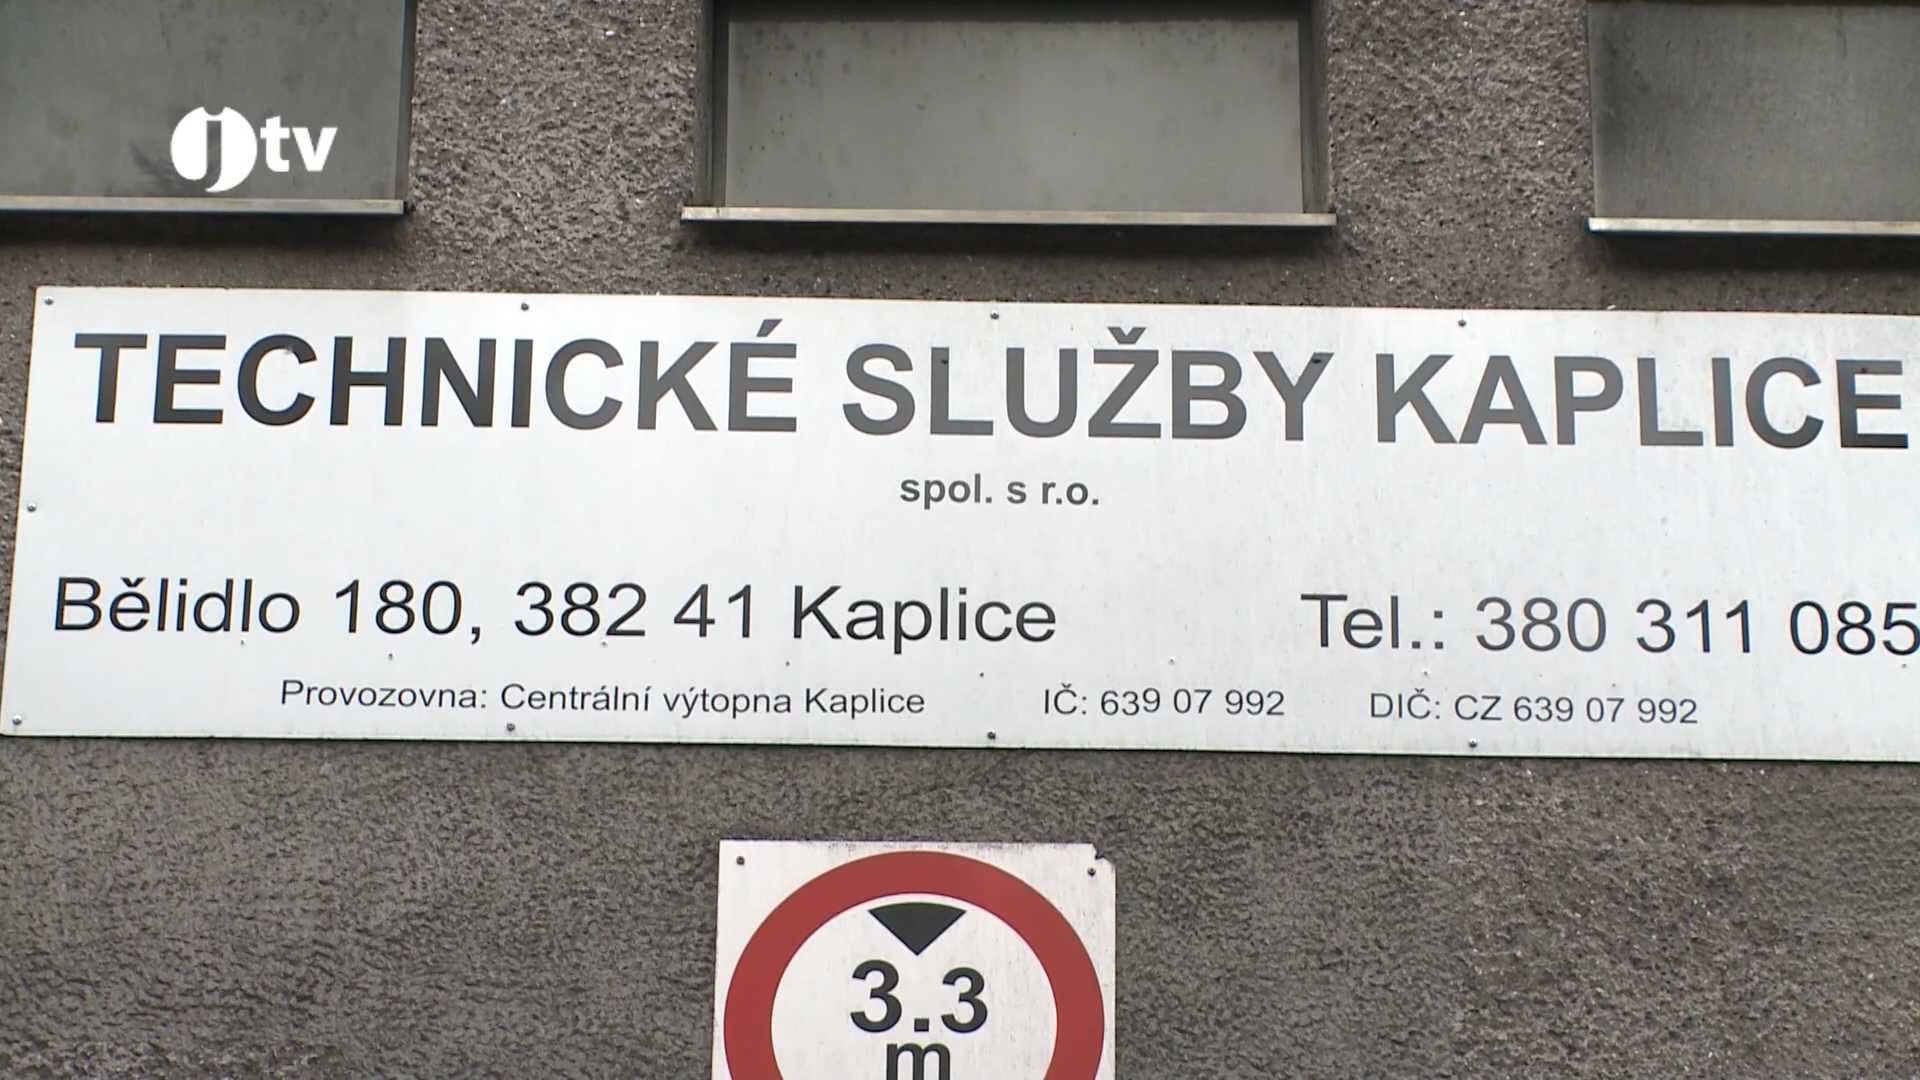 jtv
TECHNICKÉ SLUŽBY KAPLICE
spol. s r.o.
Bělidlo 180, 382 41 Kaplice Tel.: 380 311 085
Provozovna: Centrální výtopna Kaplice IČ: 639 07 992 DIČ: CZ 639 07 992
3.3
m